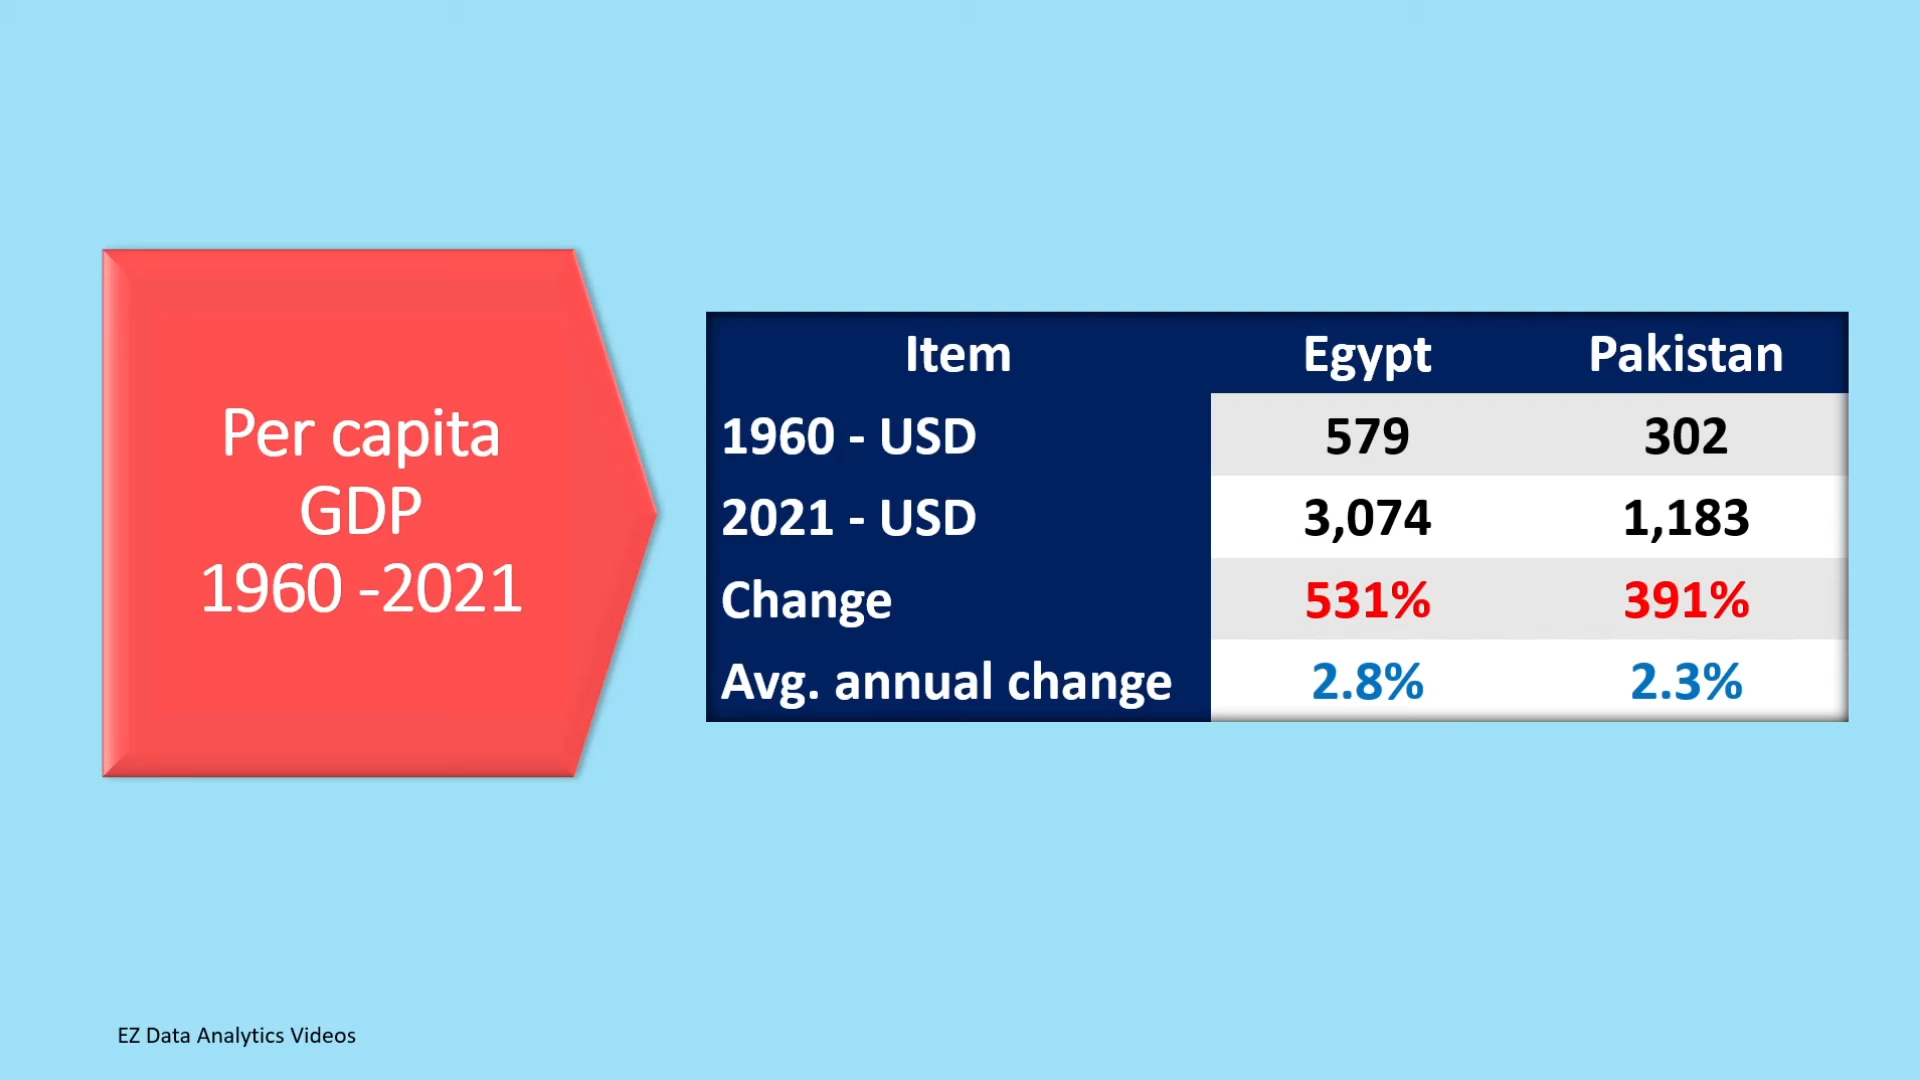 Per capita
GDP
1960 -2021
Item Egypt Pakistan
1960 - USD 579 302
2021 - USD 3,074 1,183
Change 531% 391%
Avg. annual change 2.8% 2.3%
EZ Data Analytics Videos